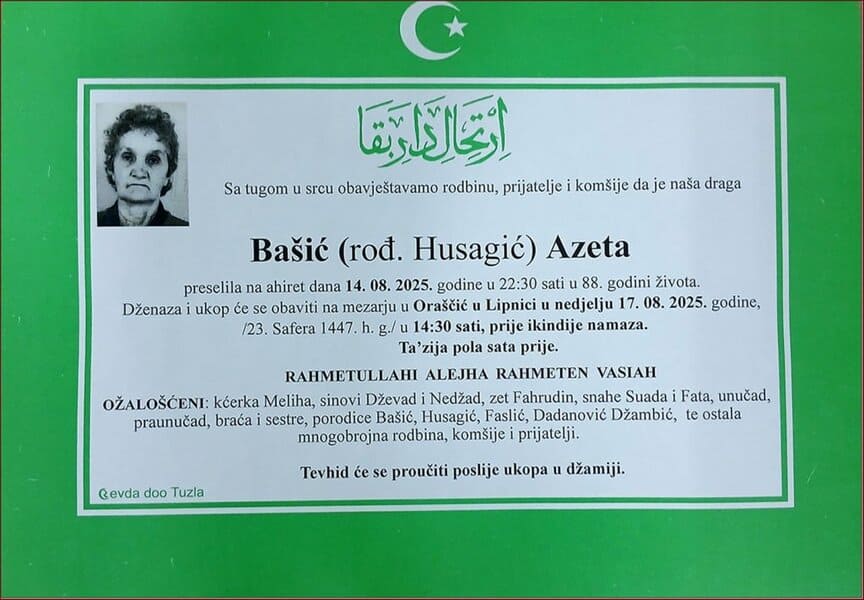 اِرْتِحَالِ دَارِ بَقَا
Sa tugom u srcu obavještavamo rodbinu, prijatelje i komšije da je naša draga
Bašić (rođ. Husagić) Azeta
preselila na ahiret dana 14. 08. 2025. godine u 22:30 sati u 88. godini života.
Dženaza i ukop će se obaviti na mezarju u Oraščić u Lipnici u nedjelju 17. 08. 2025. godine,
/23. Safera 1447. h. g./ u 14:30 sati, prije ikindije namaza.
Ta'zija pola sata prije.
RAHMETULLAHI ALEJHA RAHMETEN VASIAH
OŽALOŠĆENI: kćerka Meliha, sinovi Dževad i Nedžad, zet Fahrudin, snahe Suada i Fata, unučad,
praunučad, braća i sestre, porodice Bašić, Husagić, Faslić, Dadanović Džambić, te ostala
mnogobrojna rodbina, komšije i prijatelji.
Tevhid će se proučiti poslije ukopa u džamiji.
evda doo Tuzla